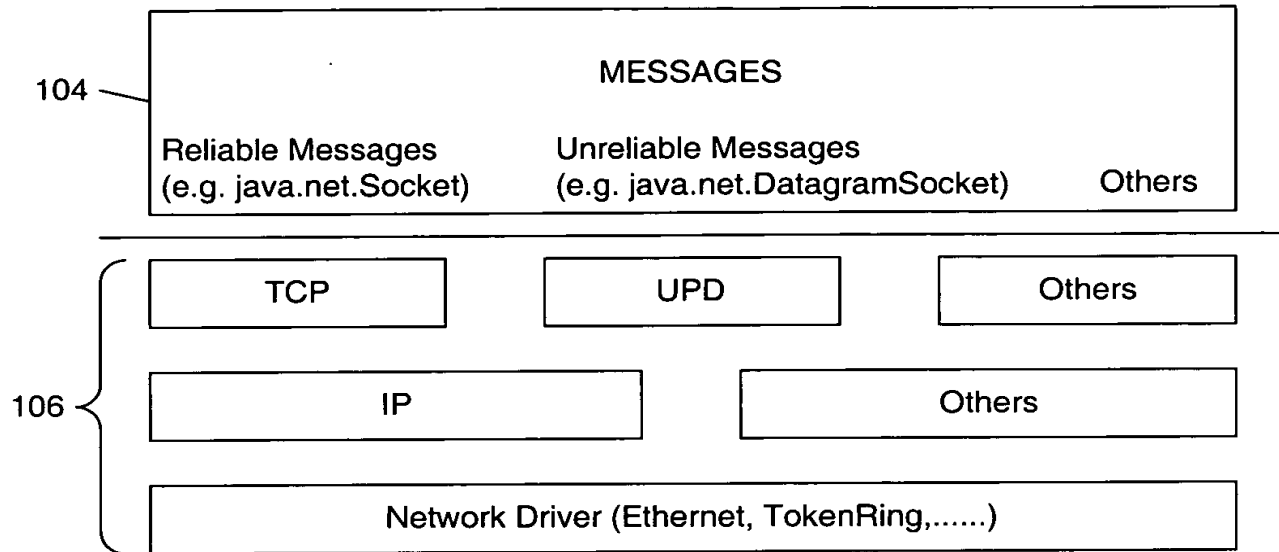 MESSAGES
104
Reliable Messages
(e.g. java.net.Socket)
Unreliable Messages
(e.g. java.net.DatagramSocket)
Others
TCP
UPD
Others
106
IP
Others
Network Driver (Ethernet, TokenRing,......)